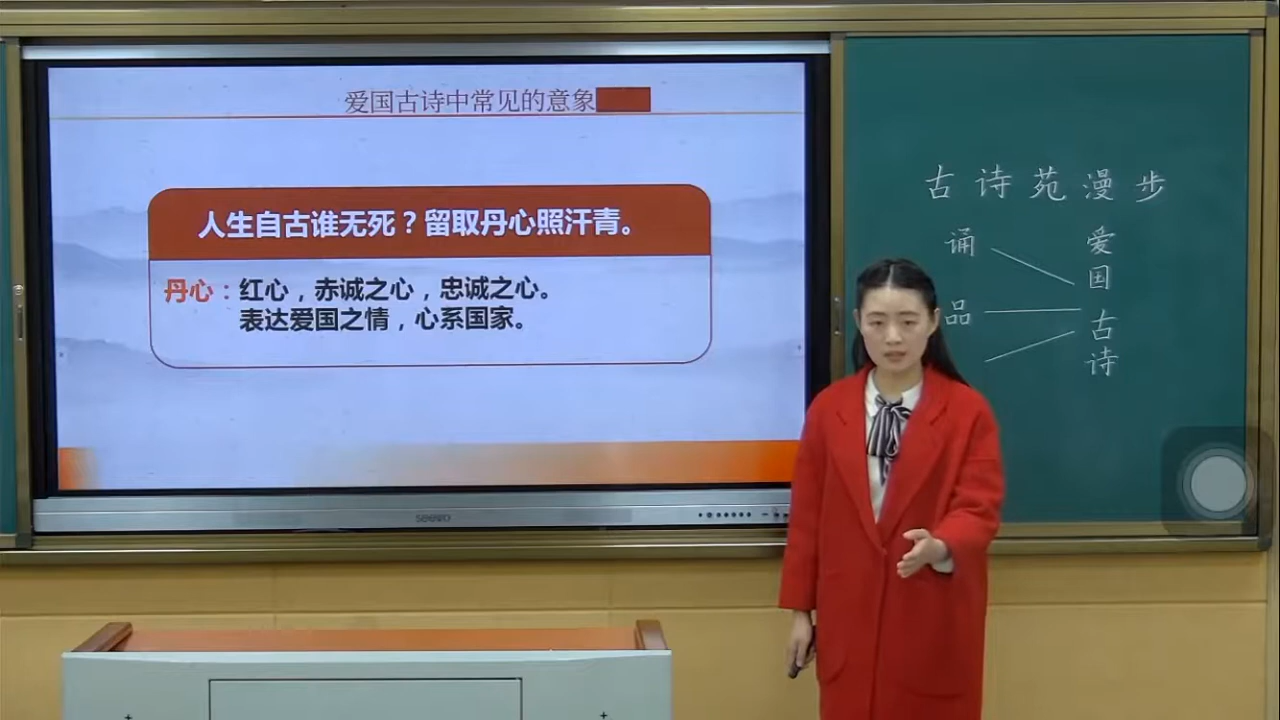 爱国古诗中常见的意象
人生自古谁无死？留取丹心照汗青。
丹心：红心，赤诚之心，忠诚之心。
表达爱国之情，心系国家。
seewo
古诗苑漫步
诵
品
爱国古诗